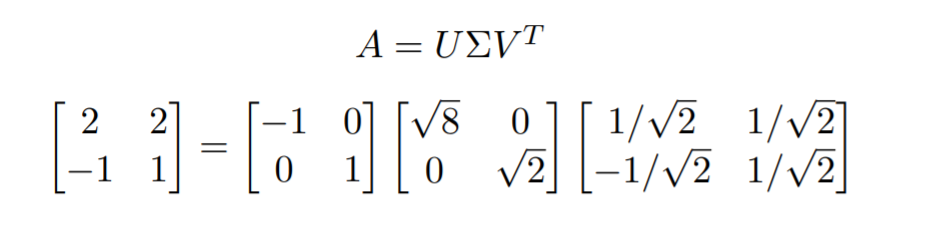 A = UΣV^T
[2 2; −1 1] = [−1 0; 0 1] [√8 0; 0 √2] [1/√2 1/√2; −1/√2 1/√2]